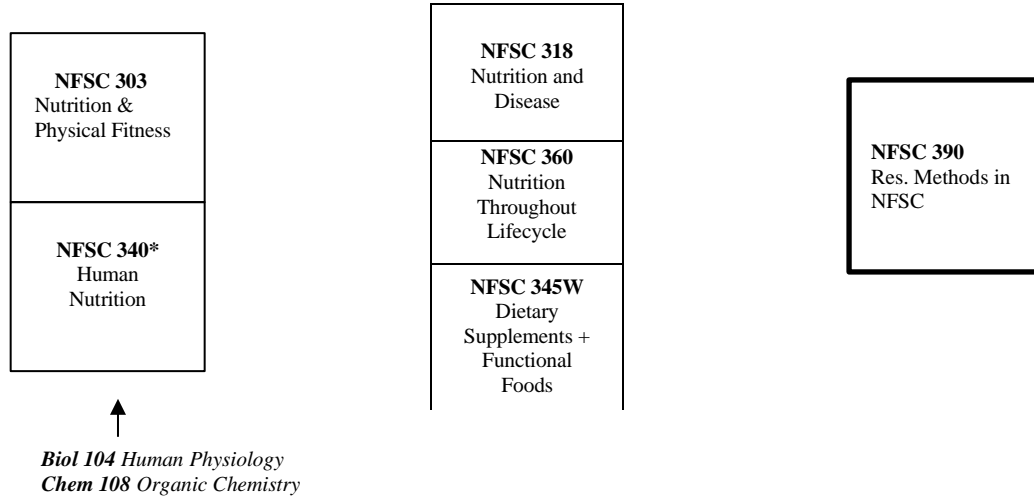 NFSC 303
Nutrition &
Physical Fitness
NFSC 340*
Human
Nutrition
Biol 104 Human Physiology
Chem 108 Organic Chemistry
NFSC 318
Nutrition and
Disease
NFSC 360
Nutrition
Throughout
Lifecycle
NFSC 345W
Dietary
Supplements +
Functional
Foods
NFSC 390
Res. Methods in
NFSC